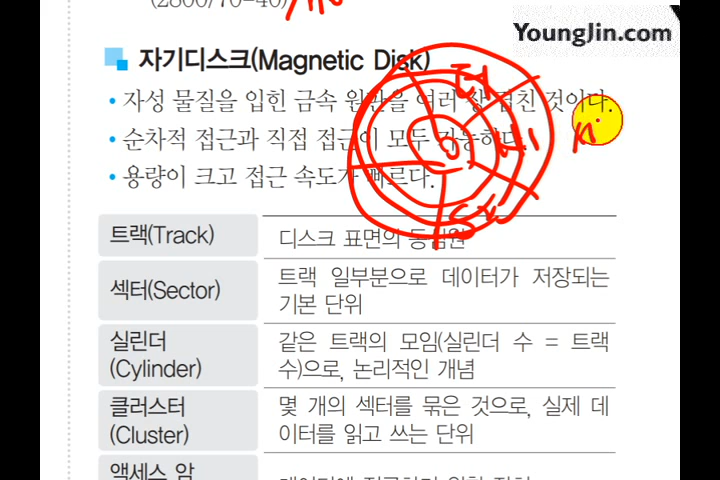 (2800/70-40)
YoungJin.com
자기디스크(Magnetic Disk)
• 자성 물질을 입힌 금속 원판을 여러 장 겹친 것이다.
• 순차적 접근과 직접 접근이 모두 가능하다.
• 용량이 크고 접근 속도가 빠르다.
트랙(Track)
디스크 표면의 동심원
섹터(Sector)
트랙 일부분으로 데이터가 저장되는
기본 단위
실린더
(Cylinder)
같은 트랙의 모임(실린더 수 = 트랙
수)으로, 논리적인 개념
클러스터
(Cluster)
몇 개의 섹터를 묶은 것으로, 실제 데
이터를 읽고 쓰는 단위
액세스 암